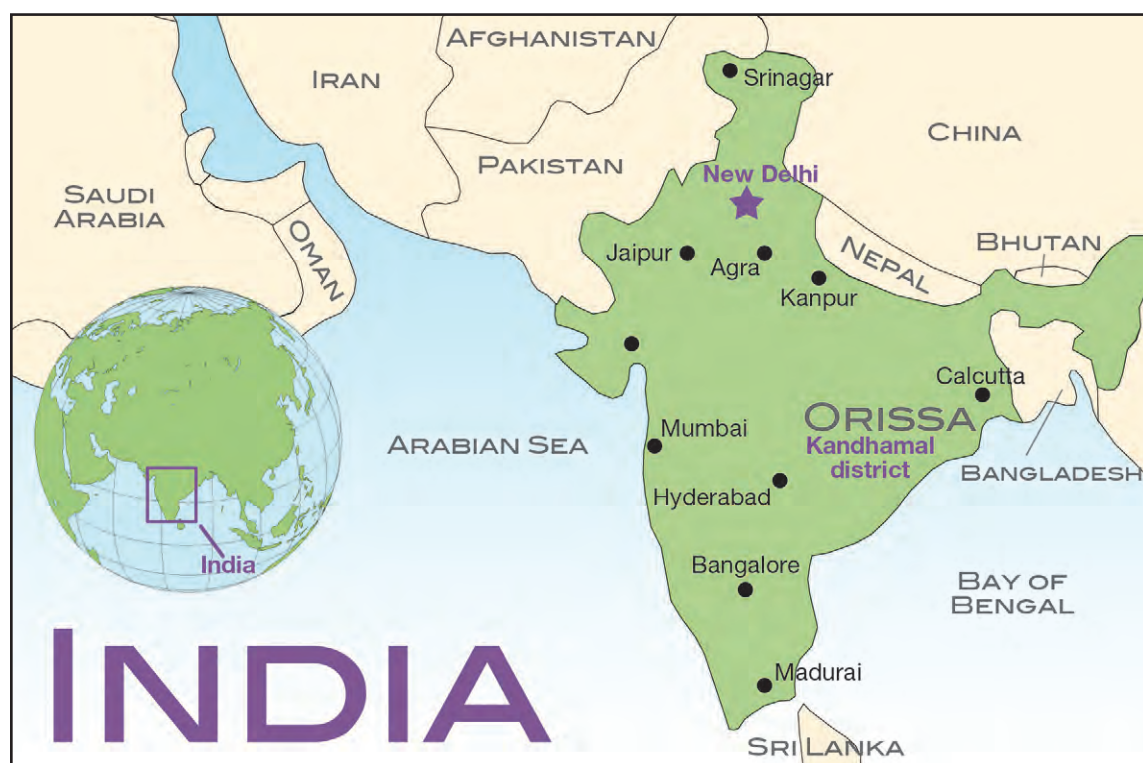 AFGHANISTAN
IRAN
Srinagar
CHINA
PAKISTAN
New Delhi
SAUDI
ARABIA
OMAN
Jaipur
Agra
NEPAL
BHUTAN
Kanpur
Calcutta
ORISSA
Kandhamal
district
Mumbai
ARABIAN SEA
BANGLADESH
Hyderabad
India
Bangalore
BAY OF
BENGAL
INDIA
Madurai
SRI LANKA